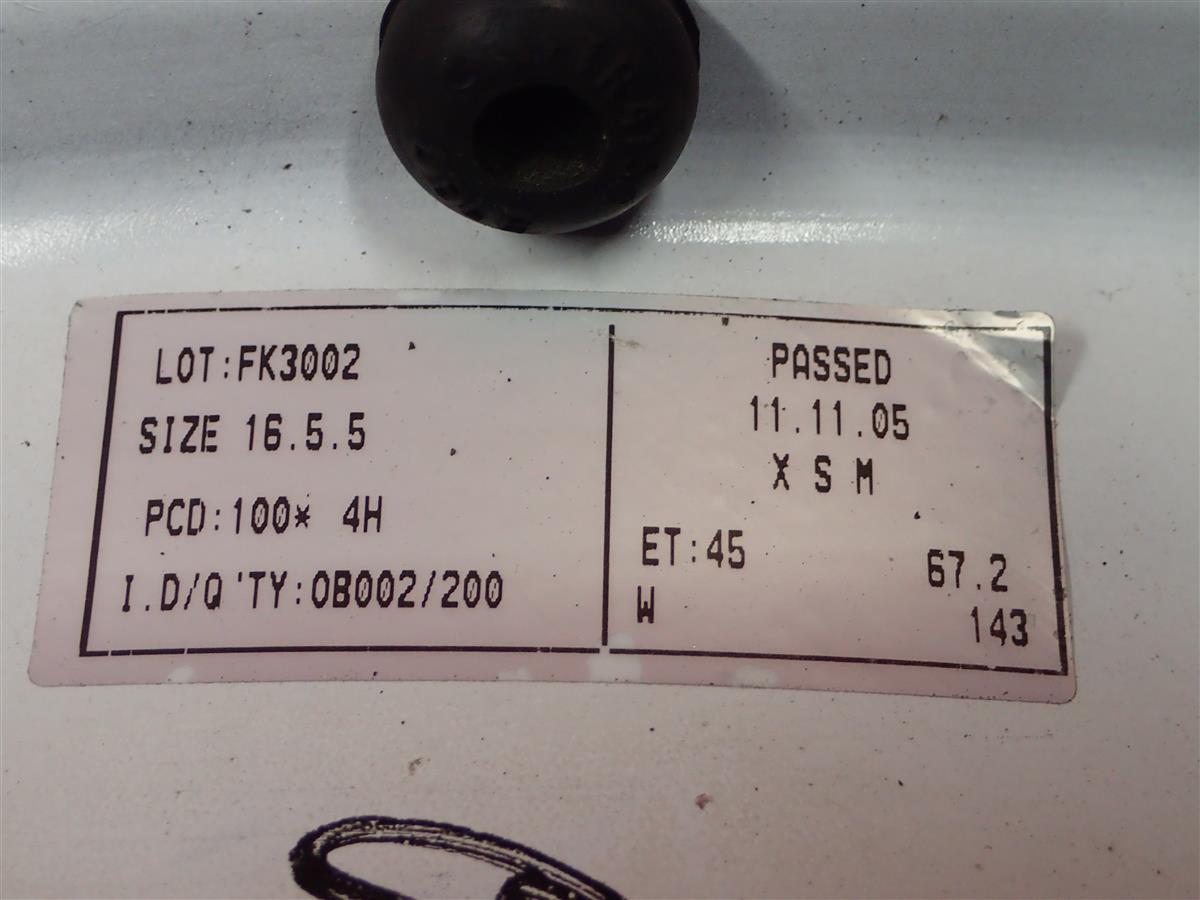 LOT:FK3002
SIZE 16.5.5
PCD:100* 4H
I.D/Q'TY:OB002/200
PASSED
11.11.05
X S M
ET:45 67.2
W 143